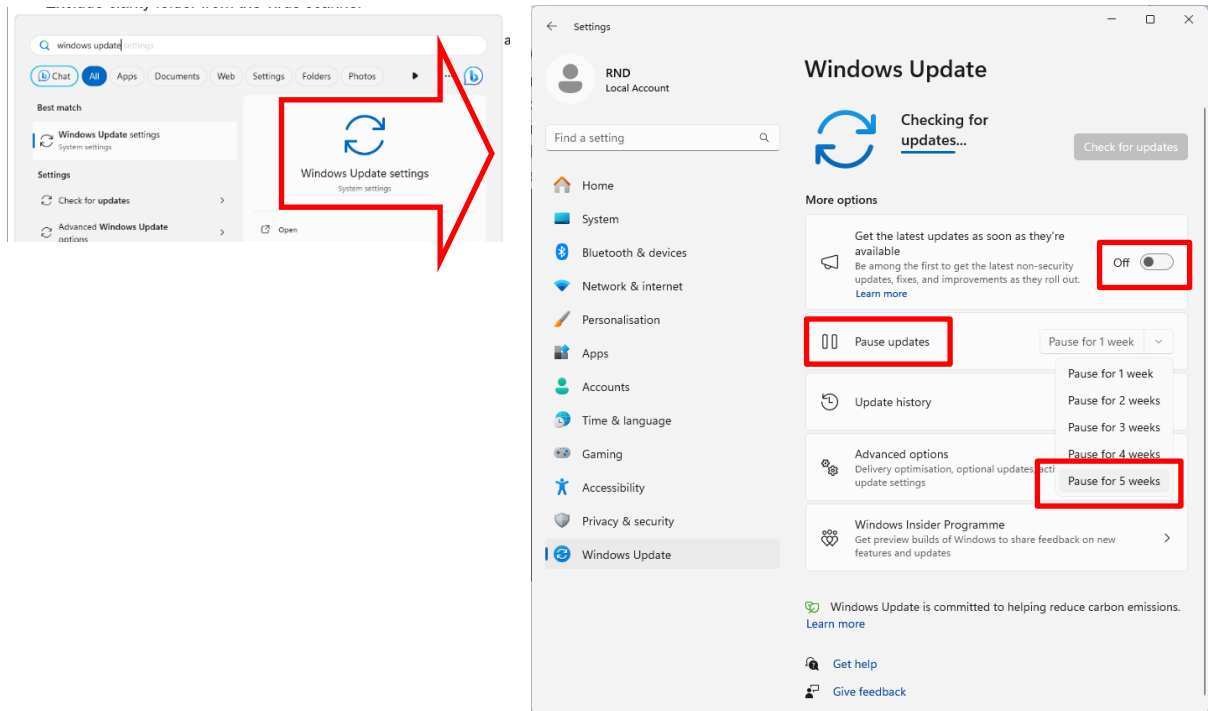 Exclude clarity folder from the virus scanner
a
windows update settings
Chat
All
Apps
Documents
Web
Settings
Folders
Photos
...
Best match
Windows Update settings
System settings
Settings
Check for updates
Advanced Windows Update
options
Windows Update settings
System settings
Open
Settings
RND
Local Account
Find a setting
Home
System
Bluetooth & devices
Network & internet
Personalisation
Apps
Accounts
Time & language
Gaming
Accessibility
Privacy & security
Windows Update
Windows Update
Checking for
updates...
Check for updates
More options
Get the latest updates as soon as they're
available
Be among the first to get the latest non-security
updates, fixes, and improvements as they roll out.
Learn more
Off
Pause updates
Pause for 1 week
Pause for 1 week
Pause for 2 weeks
Pause for 3 weeks
Pause for 4 weeks
Pause for 5 weeks
Update history
Advanced options
Delivery optimisation, optional updates, acti
update settings
Windows Insider Programme
Get preview builds of Windows to share feedback on new
features and updates
Windows Update is committed to helping reduce carbon emissions.
Learn more
Get help
Give feedback